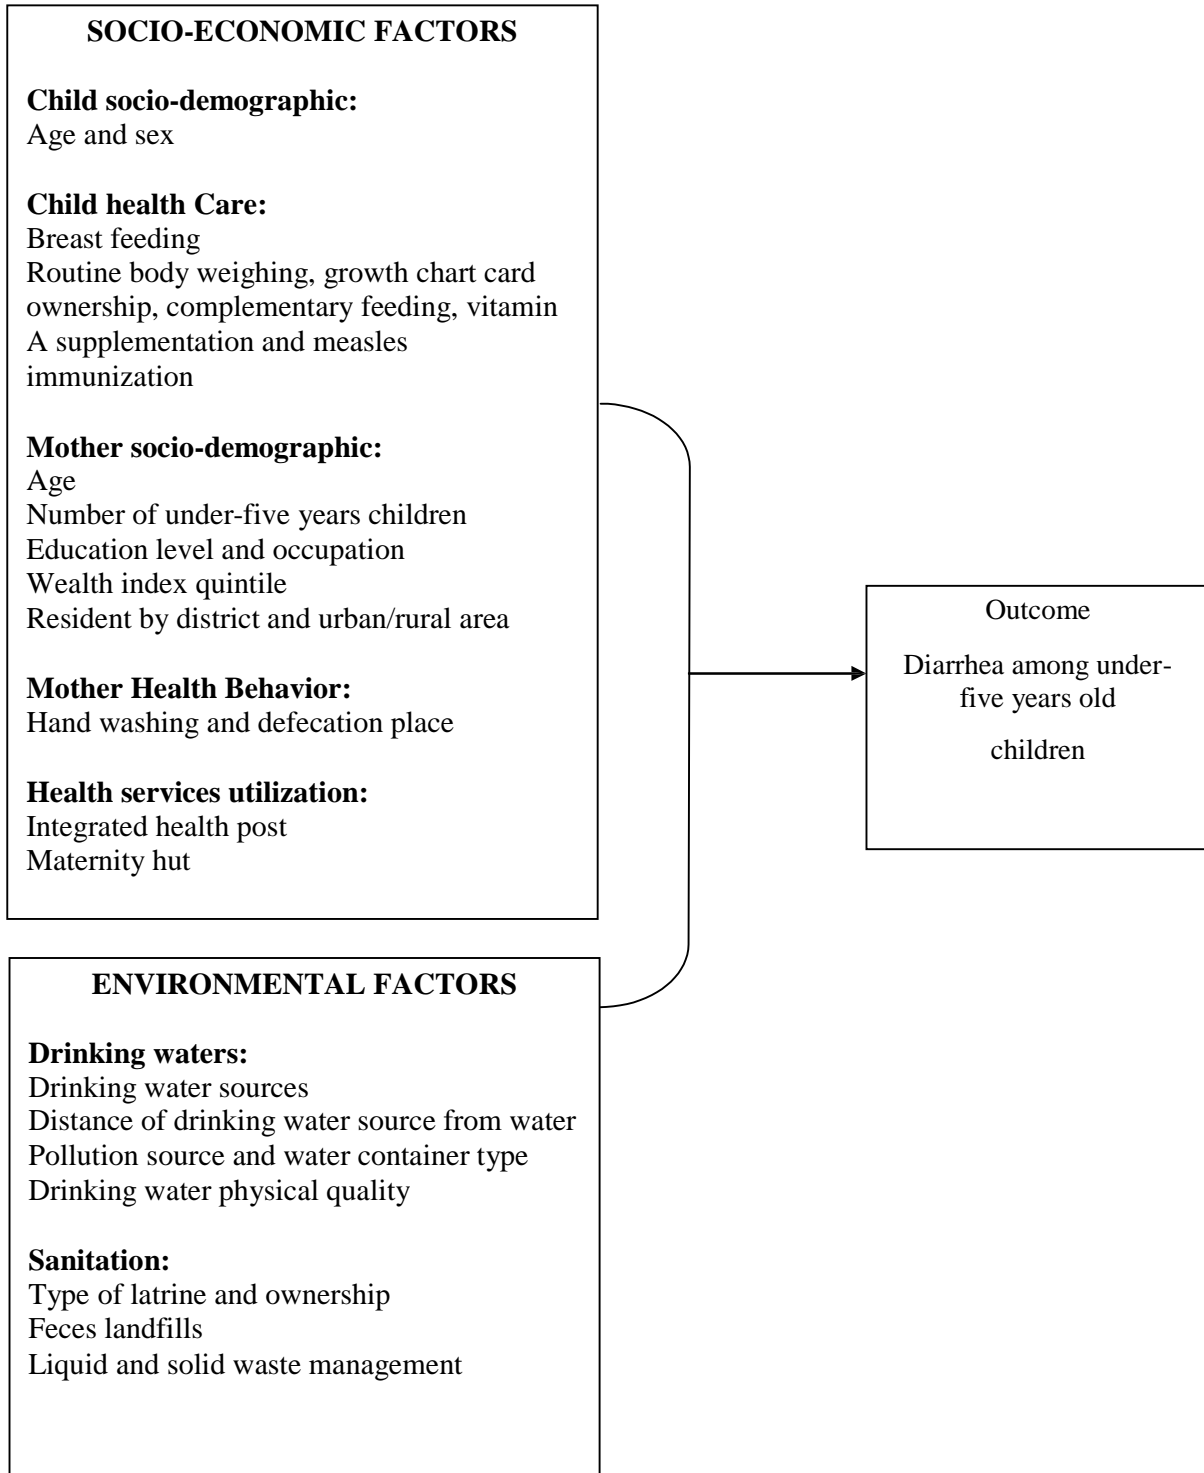 SOCIO-ECONOMIC FACTORS
Child socio-demographic:
Age and sex
Child health Care:
Breast feeding
Routine body weighing, growth chart card
ownership, complementary feeding, vitamin
A supplementation and measles
immunization
Mother socio-demographic:
Age
Number of under-five years children
Education level and occupation
Wealth index quintile
Resident by district and urban/rural area
Mother Health Behavior:
Hand washing and defecation place
Health services utilization:
Integrated health post
Maternity hut
ENVIRONMENTAL FACTORS
Drinking waters:
Drinking water sources
Distance of drinking water source from water
Pollution source and water container type
Drinking water physical quality
Sanitation:
Type of latrine and ownership
Feces landfills
Liquid and solid waste management
Outcome
Diarrhea among under-
five years old
children